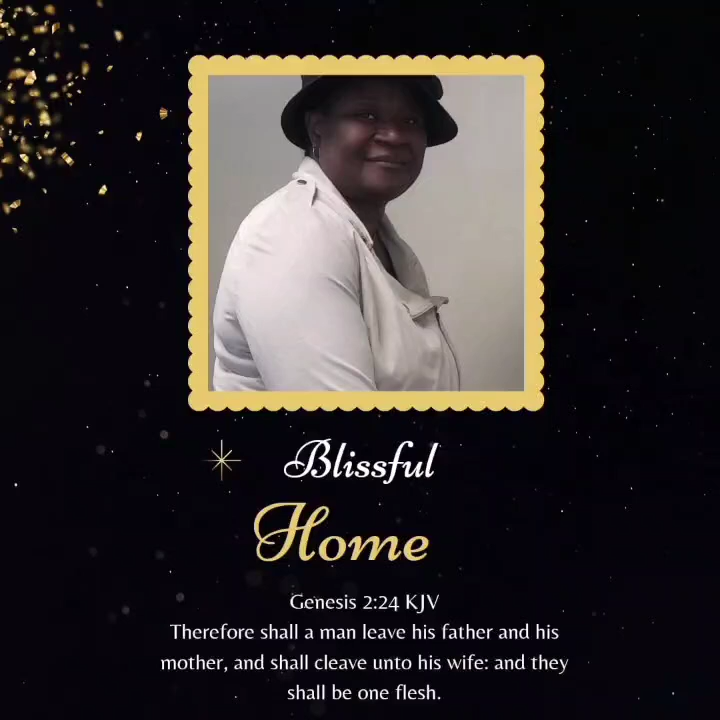 Blissful
Home
Genesis 2:24 KJV
Therefore shall a man leave his father and his
mother, and shall cleave unto his wife: and they
shall be one flesh.